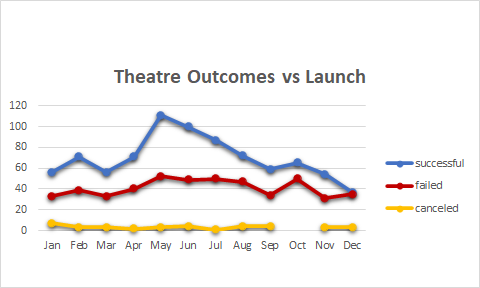 Theatre Outcomes vs Launch
120
100
80
60
40
20
0
Jan Feb Mar Apr May Jun Jul Aug Sep Oct Nov Dec
successful
failed
canceled